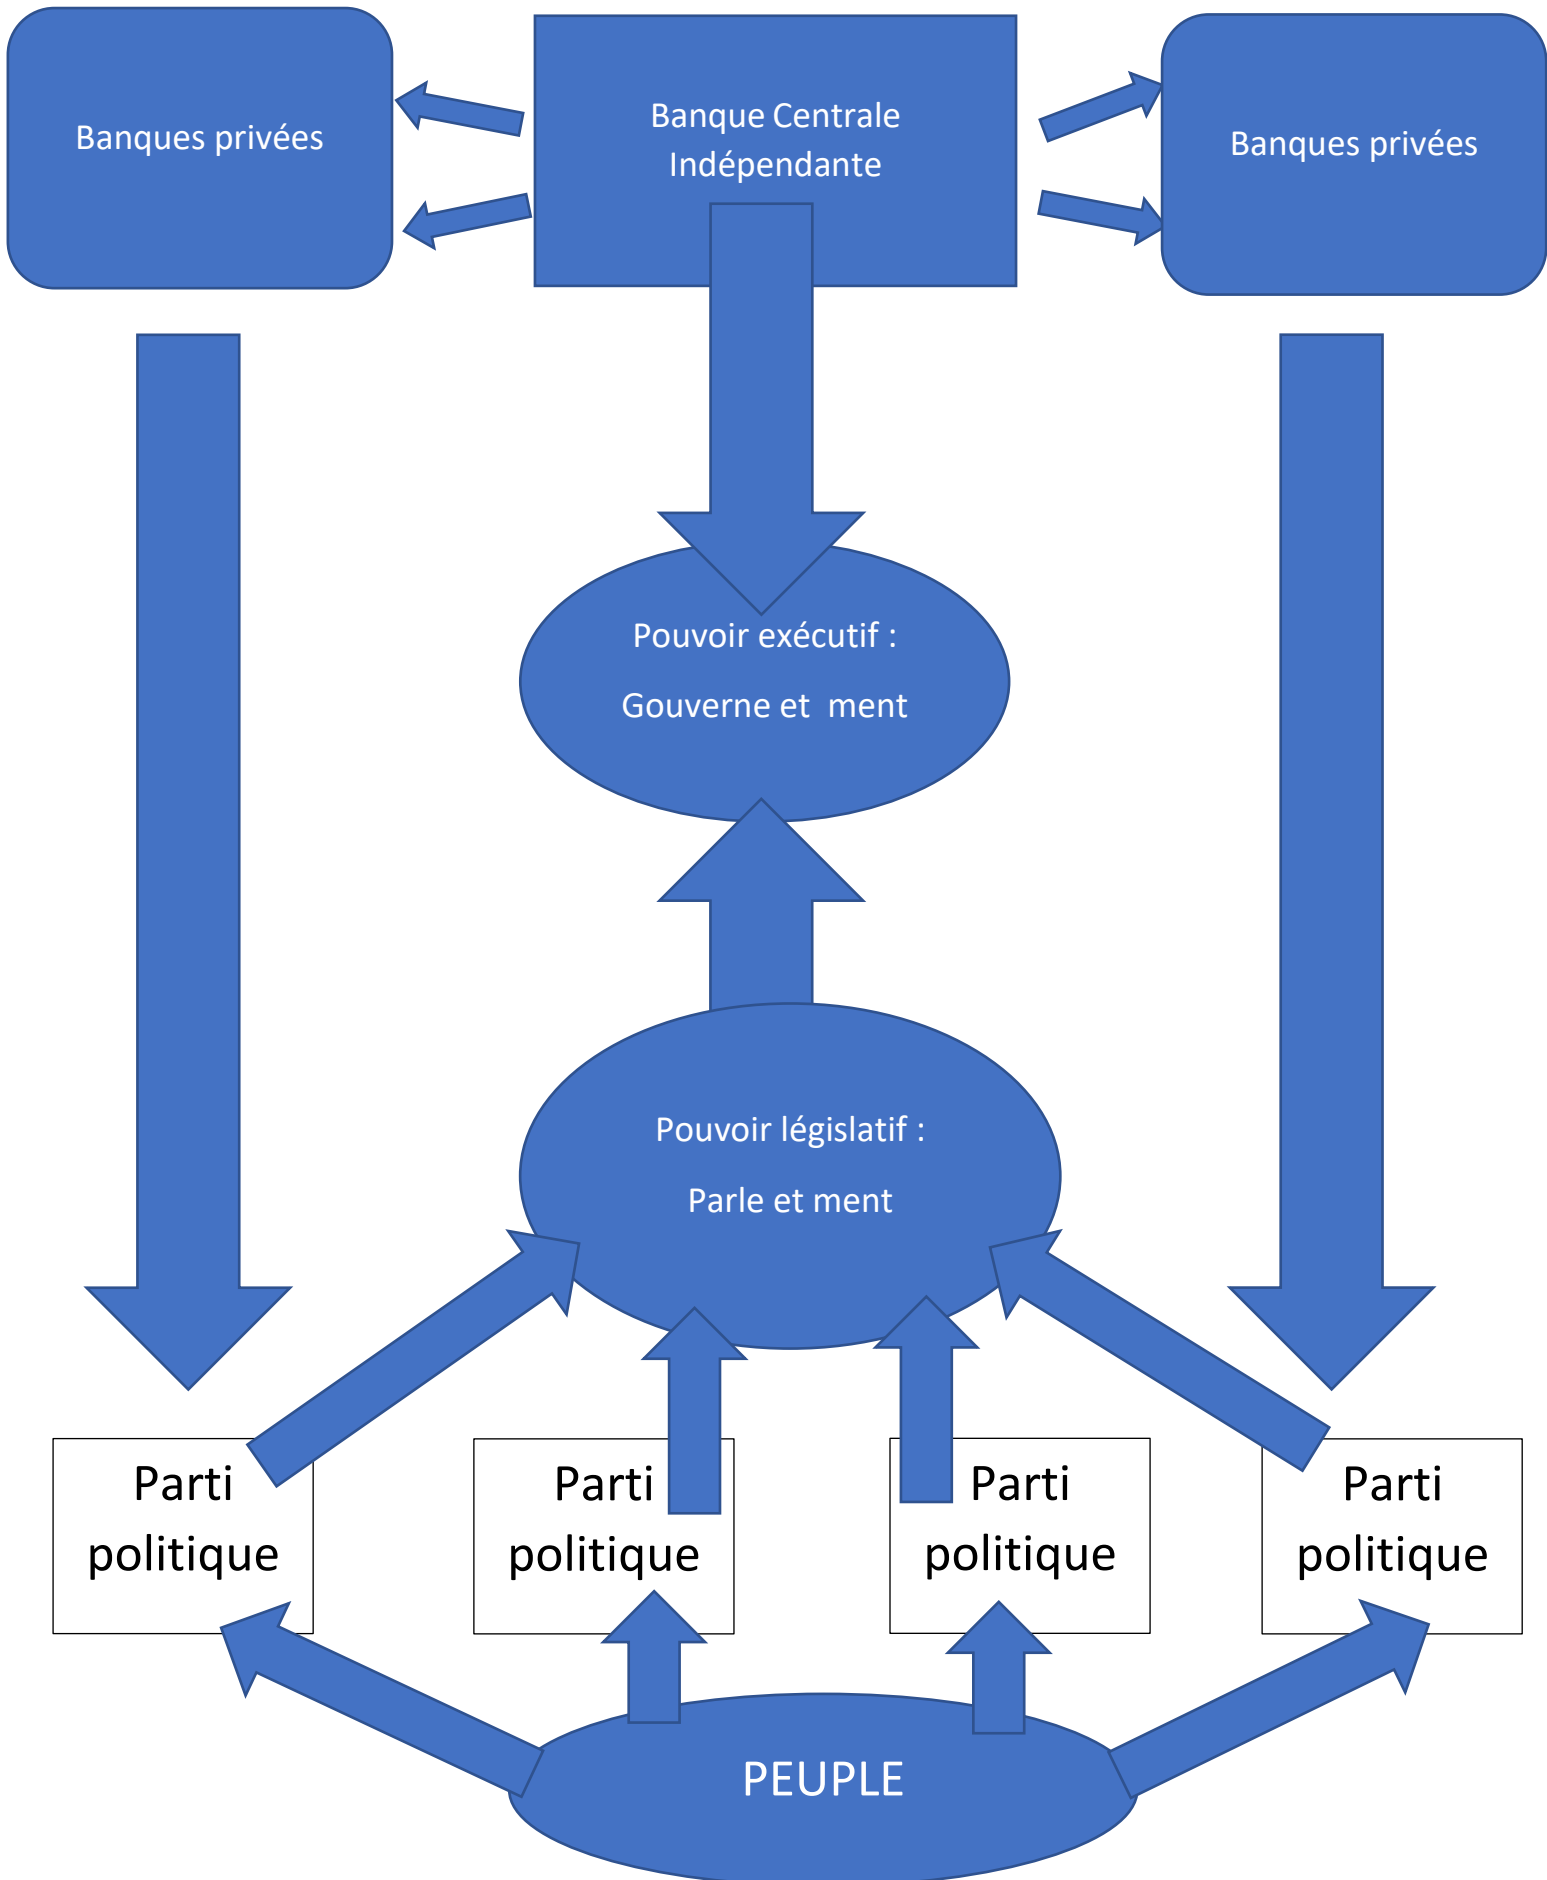 Banques privées
Banque Centrale
Indépendante
Banques privées
Pouvoir exécutif :
Gouverne et  ment
Pouvoir législatif :
Parle et ment
Parti
politique
Parti
politique
Parti
politique
Parti
politique
PEUPLE